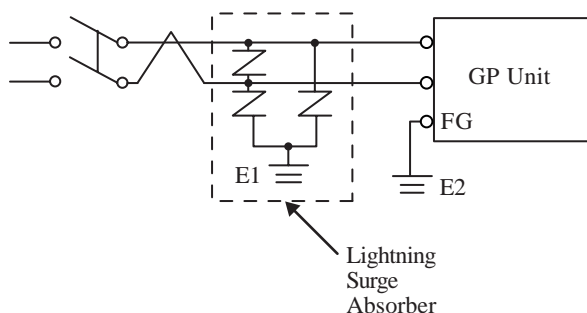 GP Unit
FG
E1
E2
Lightning
Surge
Absorber